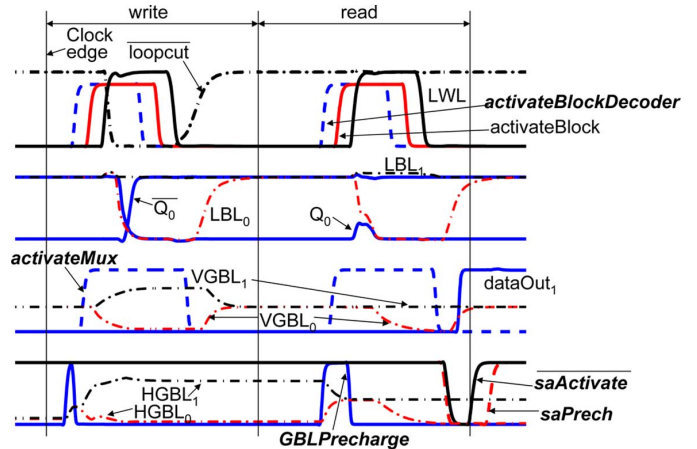 write
read
Clock
edge
loopcut
LWL
activateBlockDecoder
activateBlock
LBL1
Q0
LBL0
Q0
activateMux
VGBL1
dataOut1
VGBL0
HGBL1
HGBL0
saActivate
saPrech
GBLPrecharge